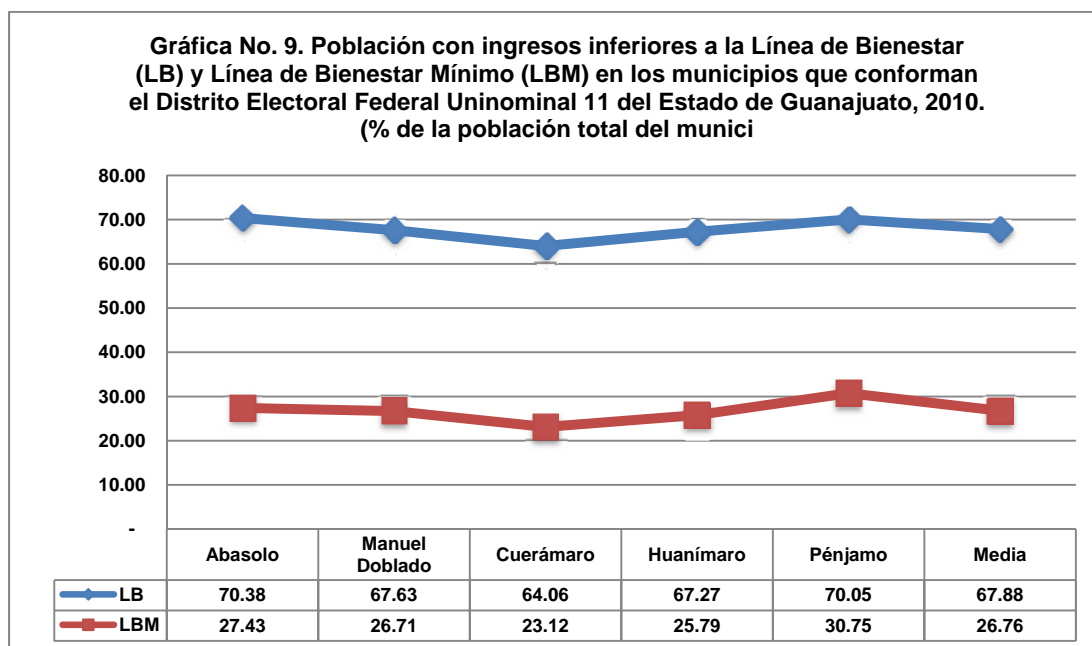 Gráfica No. 9. Población con ingresos inferiores a la Línea de Bienestar
(LB) y Línea de Bienestar Mínimo (LBM) en los municipios que conforman
el Distrito Electoral Federal Uninominal 11 del Estado de Guanajuato, 2010.
(% de la población total del munici
80.00
70.00
60.00
50.00
40.00
30.00
20.00
10.00
-
Abasolo Manuel Doblado Cuerámaro Huanímaro Pénjamo Media
LB 70.38 67.63 64.06 67.27 70.05 67.88
LBM 27.43 26.71 23.12 25.79 30.75 26.76